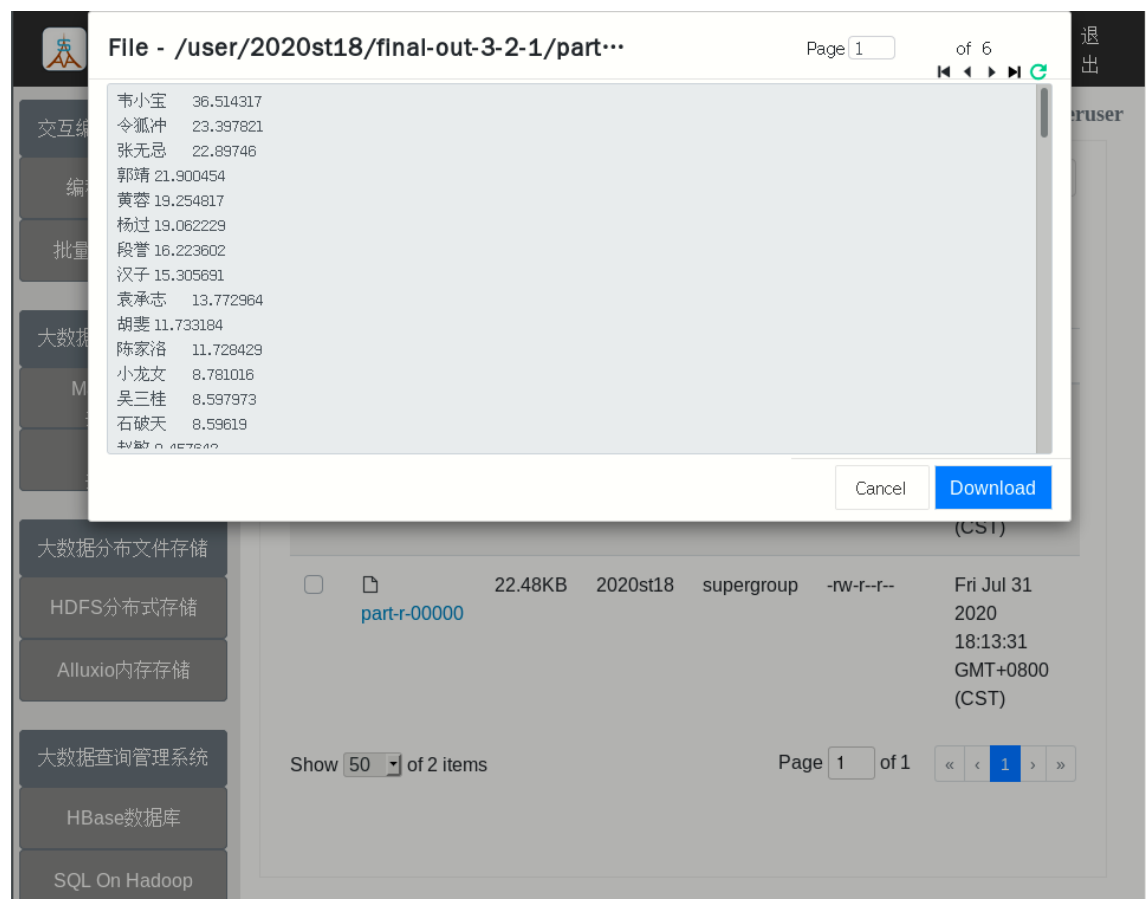 File - /user/2020st18/final-out-3-2-1/part···
Page 1 of 6
退
出
韦小宝 36.514317
令狐冲 23.397821
张无忌 22.89746
郭靖 21.900454
黄蓉 19.254817
杨过 19.062229
段誉 16.223602
汉子 15.305691
袁承志 13.772964
胡斐 11.733184
陈家洛 11.728429
小龙女 8.781016
吴三桂 8.597973
石破天 8.59619
赵敏
Cancel
Download
交互编
编
批量
大数据
M
eruser
(CST)
大数据分布文件存储
HDFS分布式存储
Alluxio内存存储
大数据查询管理系统
HBase数据库
SQL On Hadoop
part-r-00000 22.48KB 2020st18 supergroup -rw-r--r-- Fri Jul 31
2020
18:13:31
GMT+0800
(CST)
Show 50 of 2 items
Page 1 of 1
« ‹ 1 › »